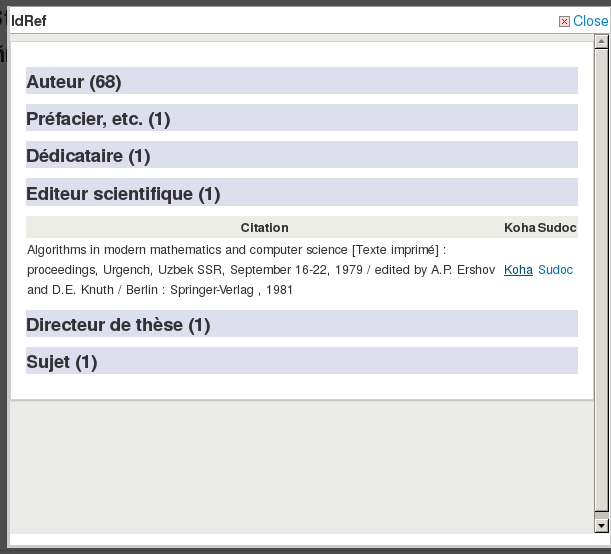 IdRef
Close
Auteur (68)
Préfacier, etc. (1)
Dédicataire (1)
Editeur scientifique (1)
Citation Koha Sudoc
Algorithms in modern mathematics and computer science [Texte imprimé] :
proceedings, Urgench, Uzbek SSR, September 16-22, 1979 / edited by A.P. Ershov Koha Sudoc
and D.E. Knuth / Berlin : Springer-Verlag , 1981
Directeur de thèse (1)
Sujet (1)